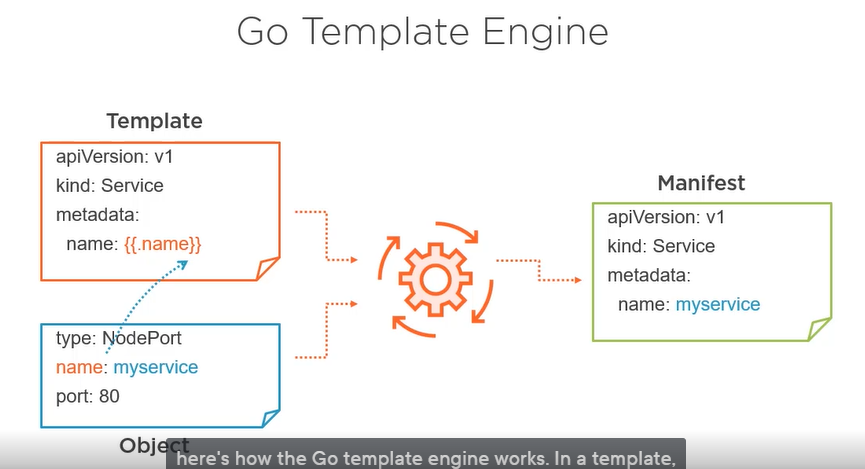 Go Template Engine
Template
apiVersion: v1
kind: Service
metadata:
name: {{.name}}
type: NodePort
name: myservice
port: 80
Object
Manifest
apiVersion: v1
kind: Service
metadata:
name: myservice
here's how the Go template engine works. In a template,